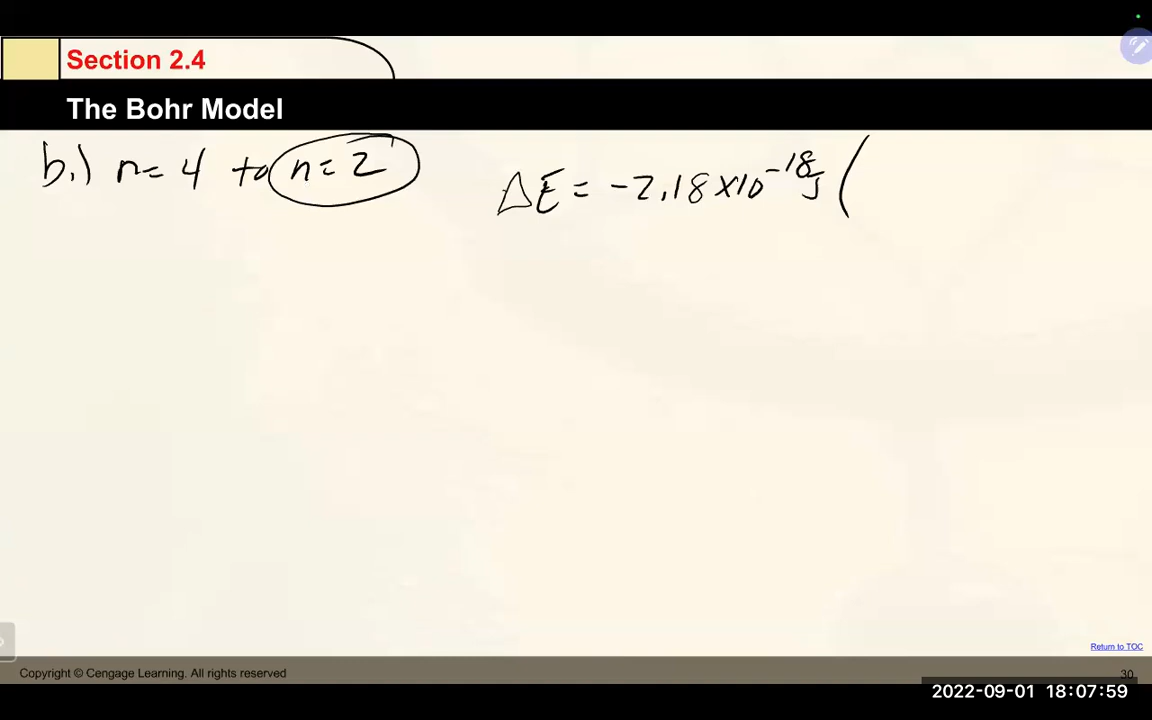 Section 2.4
The Bohr Model
b.) n= 4 to n= 2
ΔE = -2.18 x10⁻¹⁸ J (
Return to TOC
Copyright © Cengage Learning. All rights reserved
30
2022-09-01 18:07:59